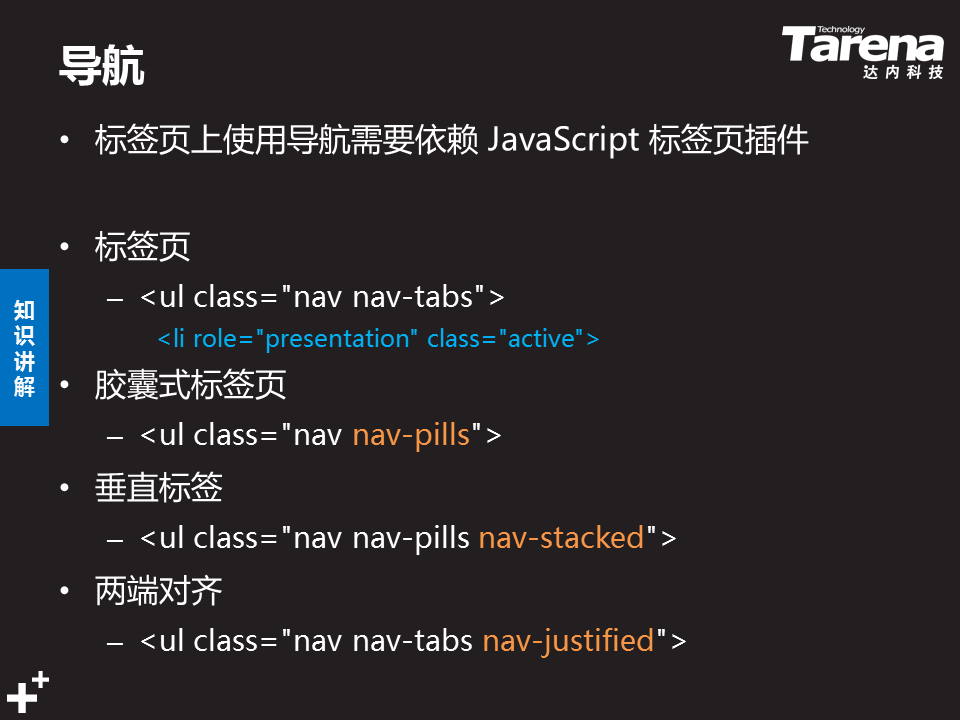 导航
Technology
Tarena
达内科技
• 标签页上使用导航需要依赖 JavaScript 标签页插件
• 标签页
– <ul class="nav nav-tabs">
<li role="presentation" class="active">
知识讲解
• 胶囊式标签页
– <ul class="nav nav-pills">
• 垂直标签
– <ul class="nav nav-pills nav-stacked">
• 两端对齐
– <ul class="nav nav-tabs nav-justified">